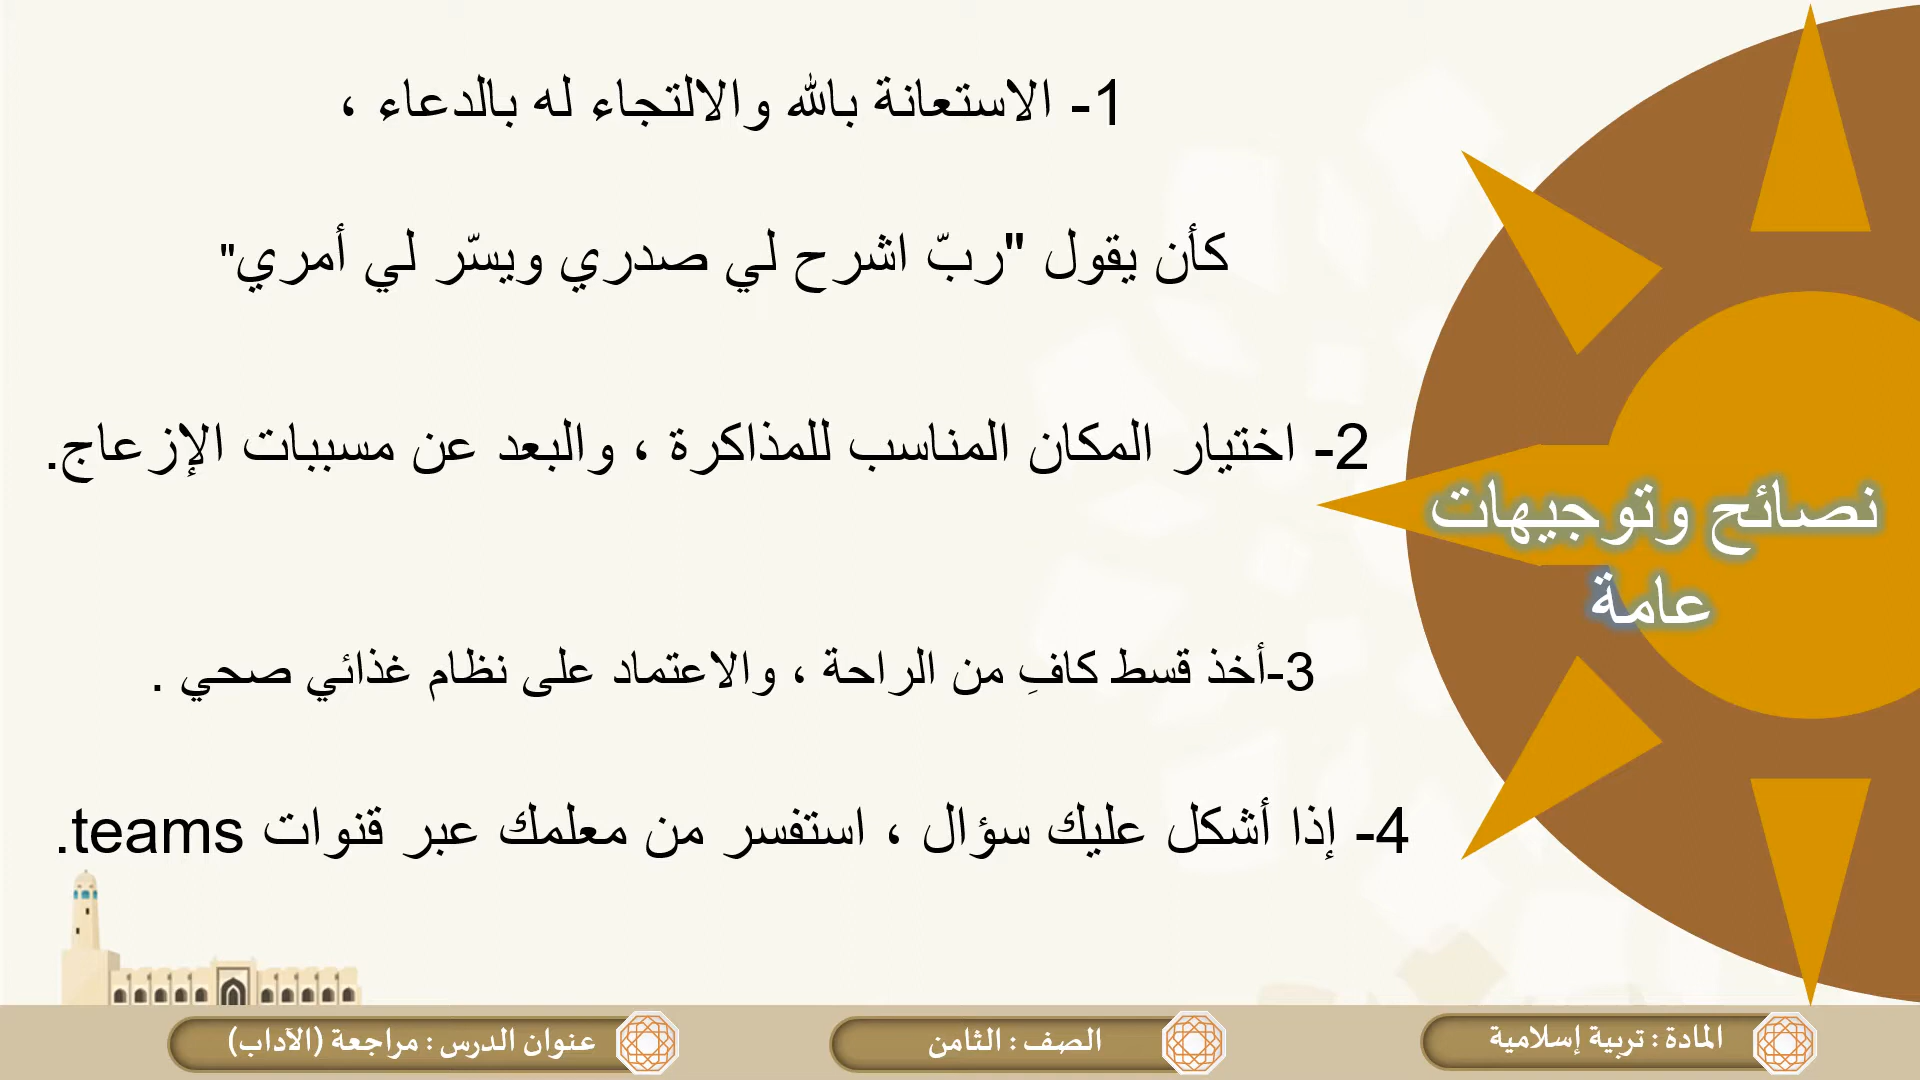 1- الاستعانة بالله والالتجاء له بالدعاء ،
كأن يقول "ربّ اشرح لي صدري ويسّر لي أمري"
2- اختيار المكان المناسب للمذاكرة ، والبعد عن مسببات الإزعاج.
نصائح وتوجيهات
عامة
3-أخذ قسط كافِ من الراحة ، والاعتماد على نظام غذائي صحي .
4- إذا أشكل عليك سؤال ، استفسر من معلمك عبر قنوات teams.
المادة : تربية إسلامية
الصف : الثامن
عنوان الدرس : مراجعة (الآداب)